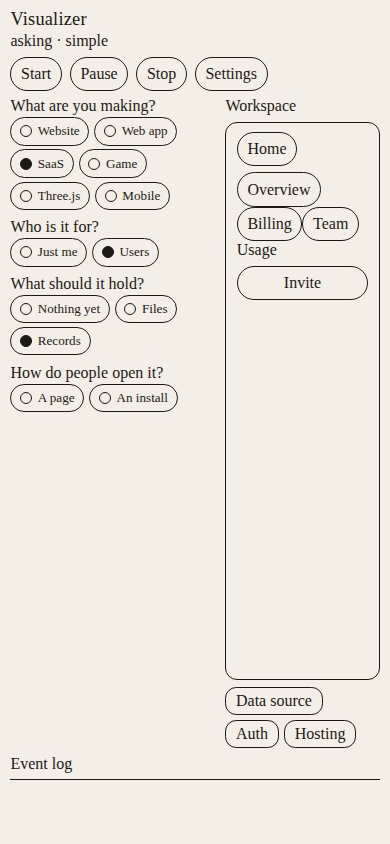 Visualizer
asking · simple
Start Pause Stop Settings
What are you making?
Website Web app
SaaS Game
Three.js Mobile
Who is it for?
Just me Users
What should it hold?
Nothing yet Files
Records
How do people open it?
A page An install
Workspace
Home
Overview
Billing Team
Usage
Invite
Data source
Auth Hosting
Event log